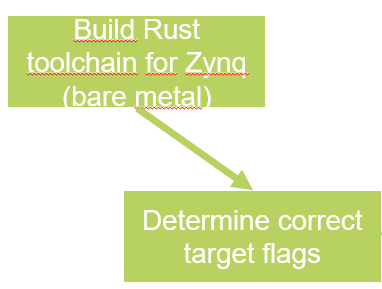 Build Rust
toolchain for Zynq
(bare metal)
Determine correct
target flags